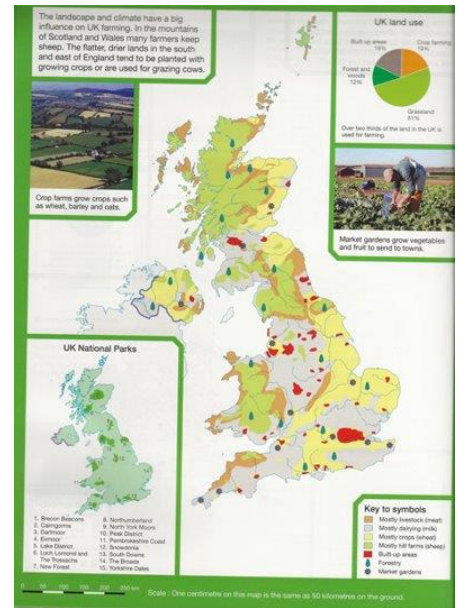 The landscape and climate have a big
influence on UK farming. In the mountains
of Scotland and Wales many farmers keep
sheep. The flatter, drier lands in the south
and east of England tend to be planted with
growing crops or are used for grazing cows.
UK land use
Built-up areas
Crop farming
Forest and
woods
12%
Grassland
51%
Over two thirds of the land in the UK is
used for farming.
Crop farms grow crops such
as wheat, barley and oats.
Market gardens grow vegetables
and fruit to send to towns.
UK National Parks
1. Brecon Beacons
2. Cairngorms
3. Dartmoor
4. Exmoor
5. Lake District
6. Loch Lomond and
The Trossachs
7. New Forest
8. Northumberland
9. North York Moors
10. Peak District
11. Pembrokeshire Coast
12. Snowdonia
13. South Downs
14. The Broads
15. Yorkshire Dales
Key to symbols
Mostly livestock (meat)
Mostly dairying (milk)
Mostly crops (wheat)
Mostly hill farms (sheep)
Built-up areas
Forestry
Market gardens
0 50 100 150 200 250 km
Scale : One centimetre on this map is the same as 50 kilometres on the ground.